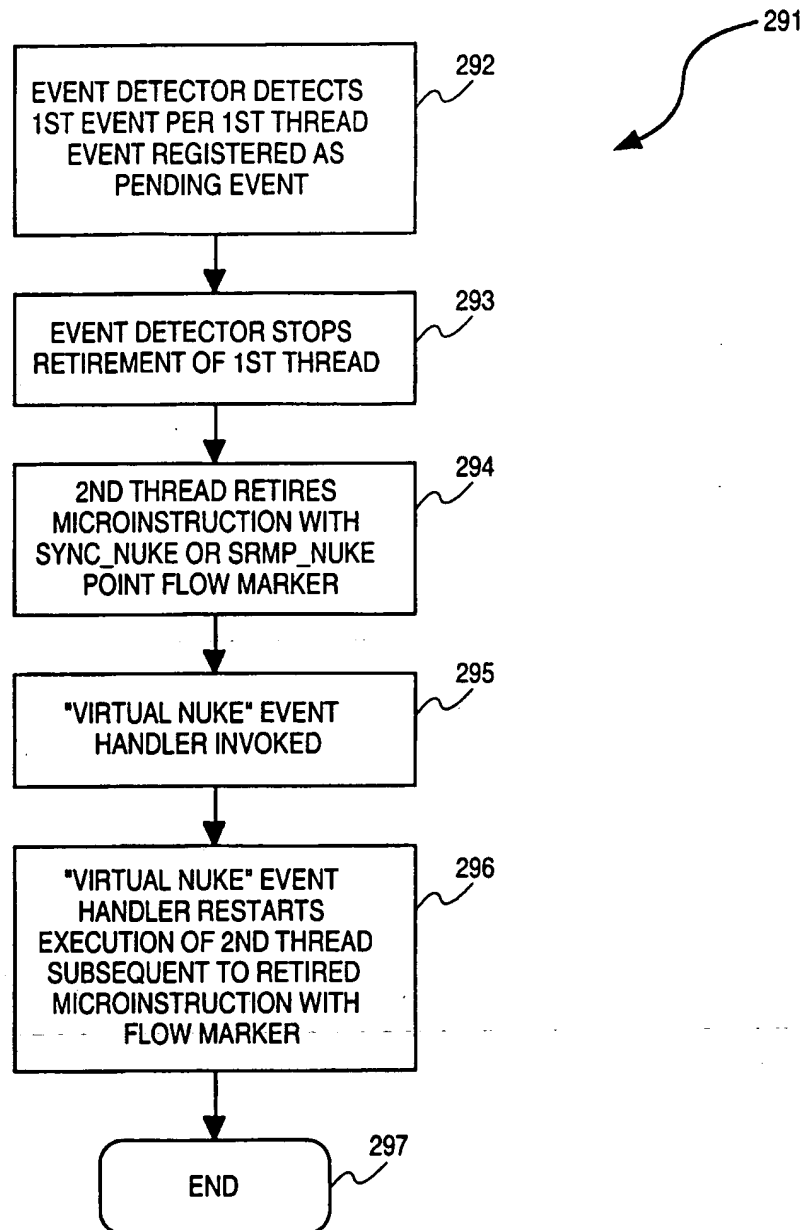 291
292
EVENT DETECTOR DETECTS
1ST EVENT PER 1ST THREAD
EVENT REGISTERED AS
PENDING EVENT
293
EVENT DETECTOR STOPS
RETIREMENT OF 1ST THREAD
294
2ND THREAD RETIRES
MICROINSTRUCTION WITH
SYNC_NUKE OR SRMP_NUKE
POINT FLOW MARKER
295
"VIRTUAL NUKE" EVENT
HANDLER INVOKED
296
"VIRTUAL NUKE" EVENT
HANDLER RESTARTS
EXECUTION OF 2ND THREAD
SUBSEQUENT TO RETIRED
MICROINSTRUCTION WITH
FLOW MARKER
297
END